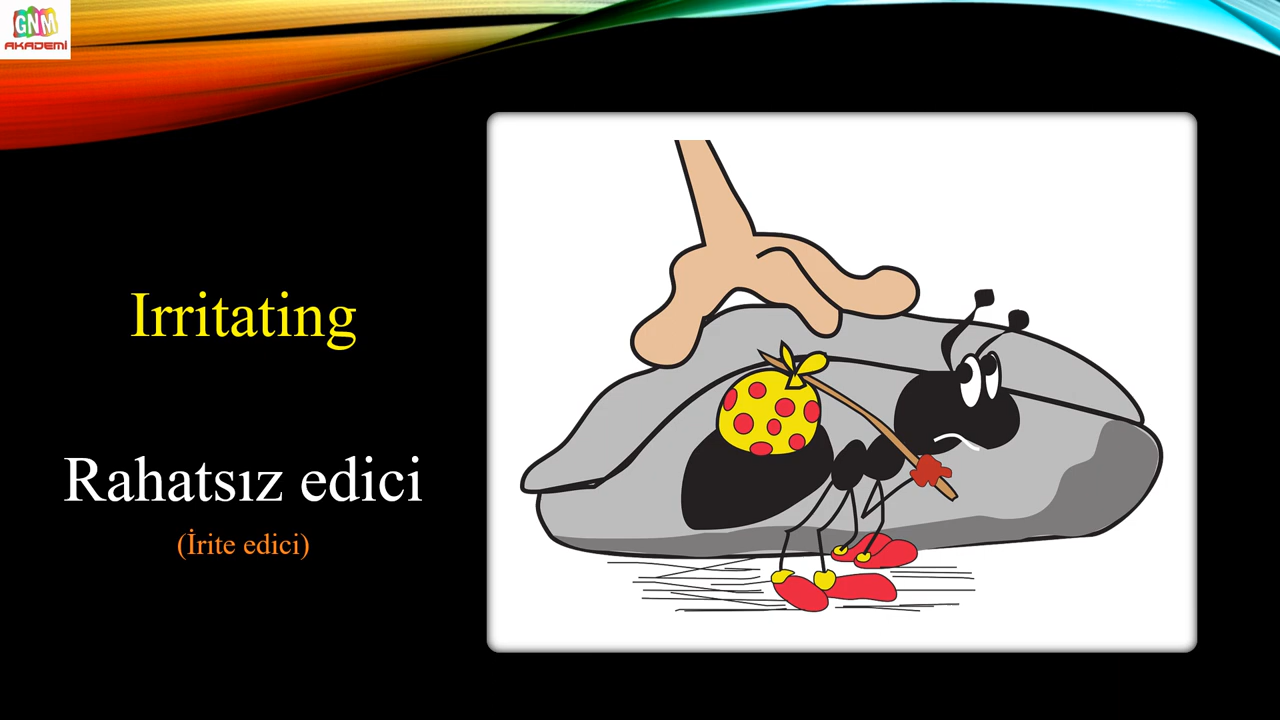 GNM
AKADEMİ
Irritating
Rahatsız edici
(İrite edici)